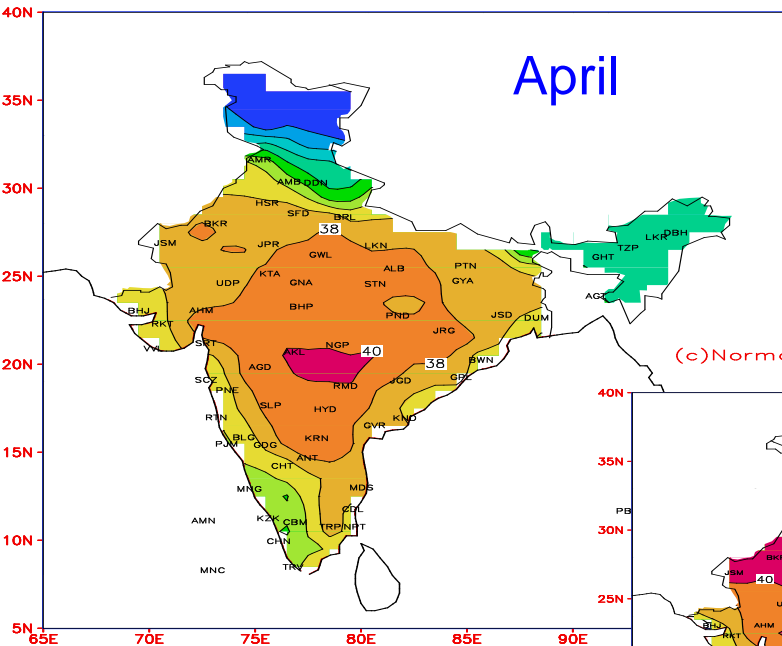 40N
April
35N
AMR
30N
AMB DDN
HSR
SFD
BRL
BKR
38
JSM
JPR
LKN
GWL
LKR
DBH
TZP
GHT
25N
KTA
ALB
PTN
UDP
GNA
STN
GYA
AGT
BHJ
AHM
BHP
PND
JSD
DUM
RKT
JRG
VVL
SRT
NGP
AKL
40
38
BWN
(c)Norma
20N
AGD
SCZ
PNE
RMD
JGD
GPL
40N
SLP
HYD
RTN
KND
GVR
BLG
PJM
GDG
KRN
15N
ANT
CHT
35N
MNG
MDS
CDL
PB
AMN
KZK
CBM
TRP
NPT
30N
10N
CHN
BKR
MNC
TRV
JSM
40
25N
BHJ
AHM
RKT
5N
65E
70E
75E
80E
85E
90E